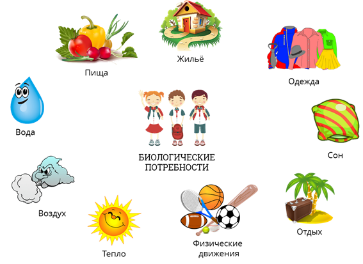 Жильё
Пища
Одежда
Вода
БИОЛОГИЧЕСКИЕ
ПОТРЕБНОСТИ
Сон
Воздух
Тепло
Физические
движения
Отдых